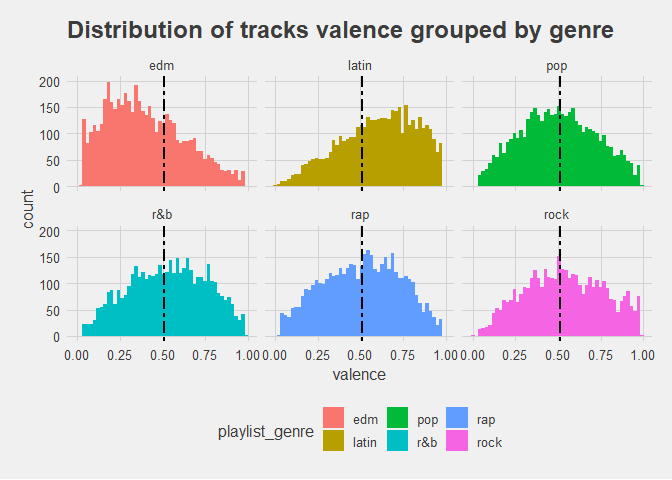 Distribution of tracks valence grouped by genre
edm latin pop
200
150
100
50
0
r&b rap rock
200
150
100
50
0
count
0.00 0.25 0.50 0.75 1.00 0.00 0.25 0.50 0.75 1.00 0.00 0.25 0.50 0.75 1.00
valence
playlist_genre
edm pop rap
latin r&b rock